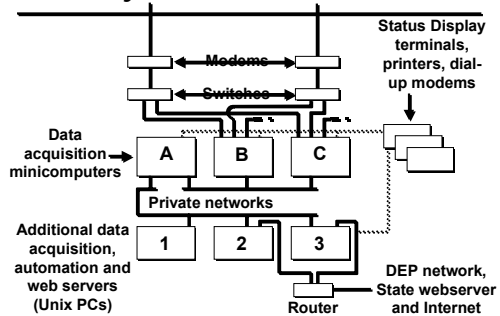 Status Display
terminals,
printers, dial-
up modems
Modems
Switches
Data
acquisition
minicomputers
A
B
C
Private networks
Additional data
acquisition,
automation and
web servers
(Unix PCs)
1
2
3
Router
DEP network,
State webserver
and Internet